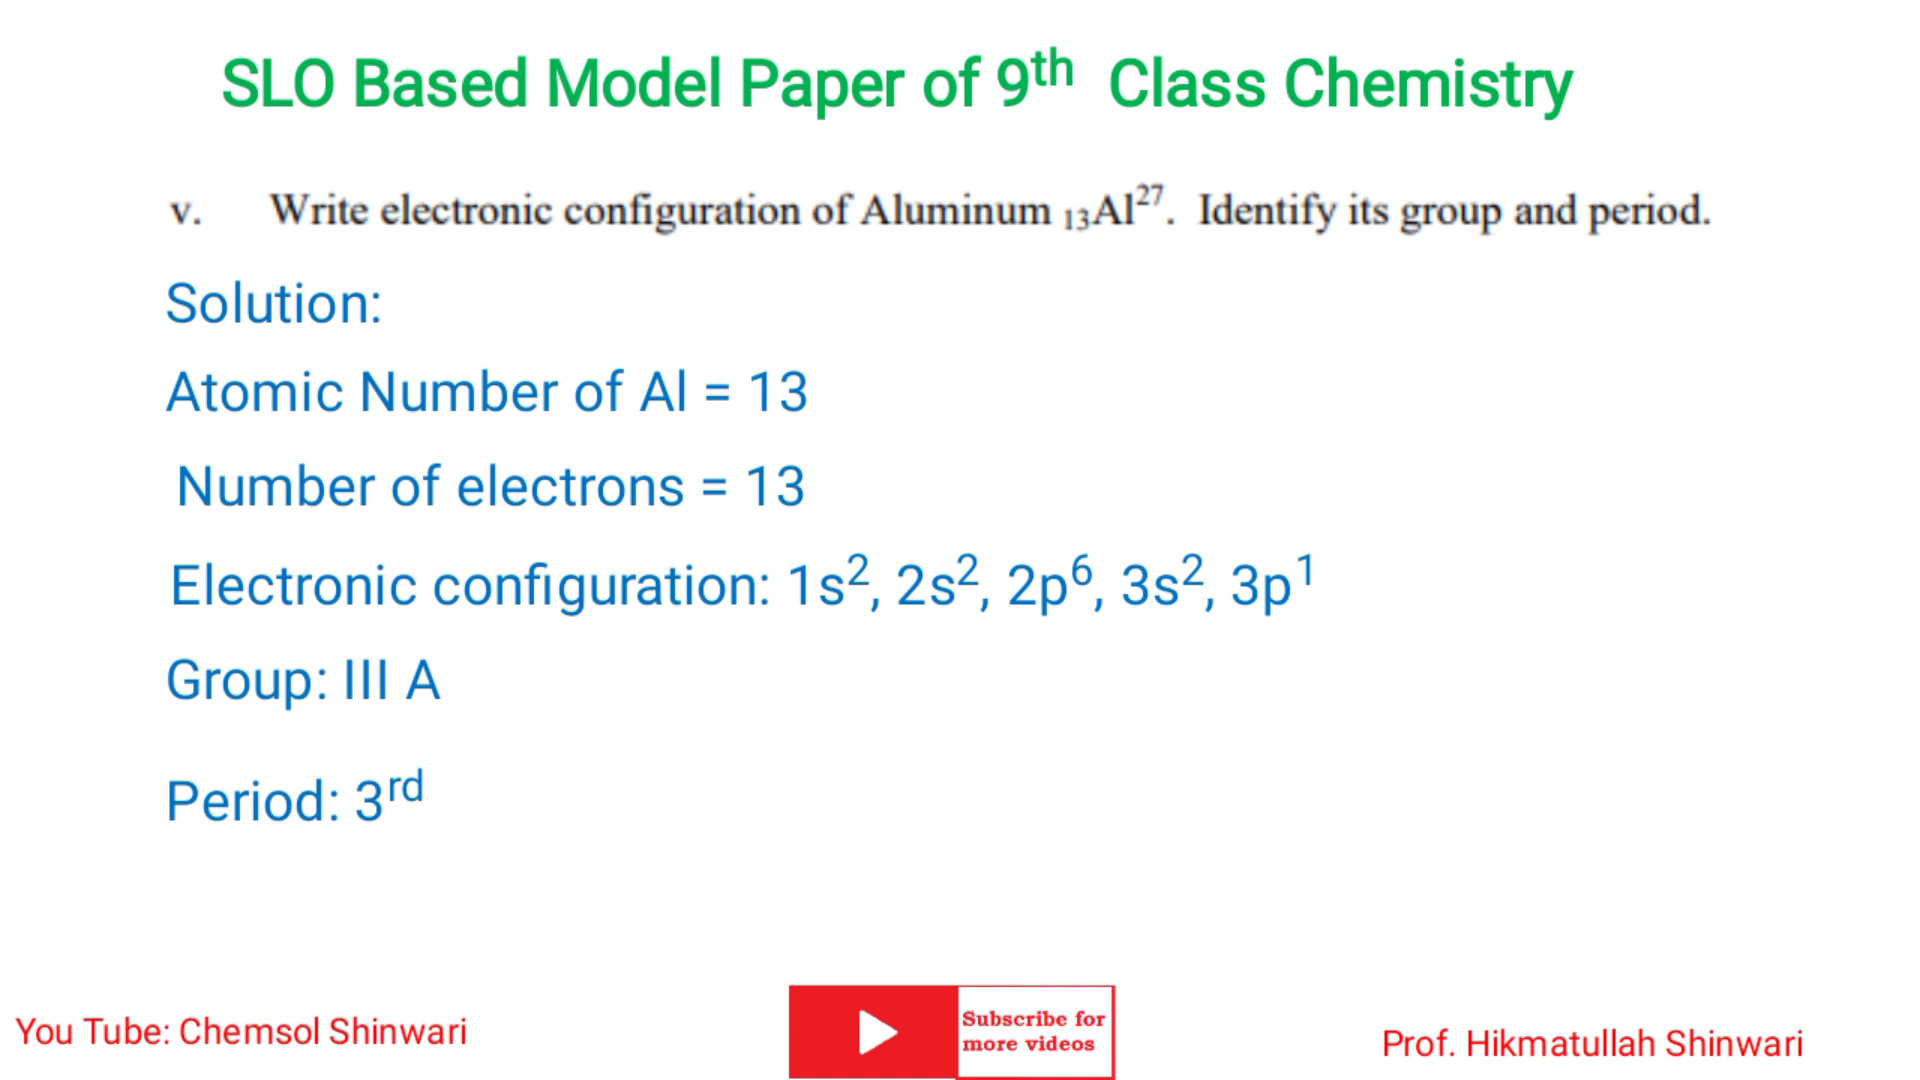 SLO Based Model Paper of 9th Class Chemistry
v. Write electronic configuration of Aluminum ₁₃Al²⁷. Identify its group and period.
Solution:
Atomic Number of Al = 13
Number of electrons = 13
Electronic configuration: 1s², 2s², 2p⁶, 3s², 3p¹
Group: III A
Period: 3rd
You Tube: Chemsol Shinwari
Subscribe for
more videos
Prof. Hikmatullah Shinwari